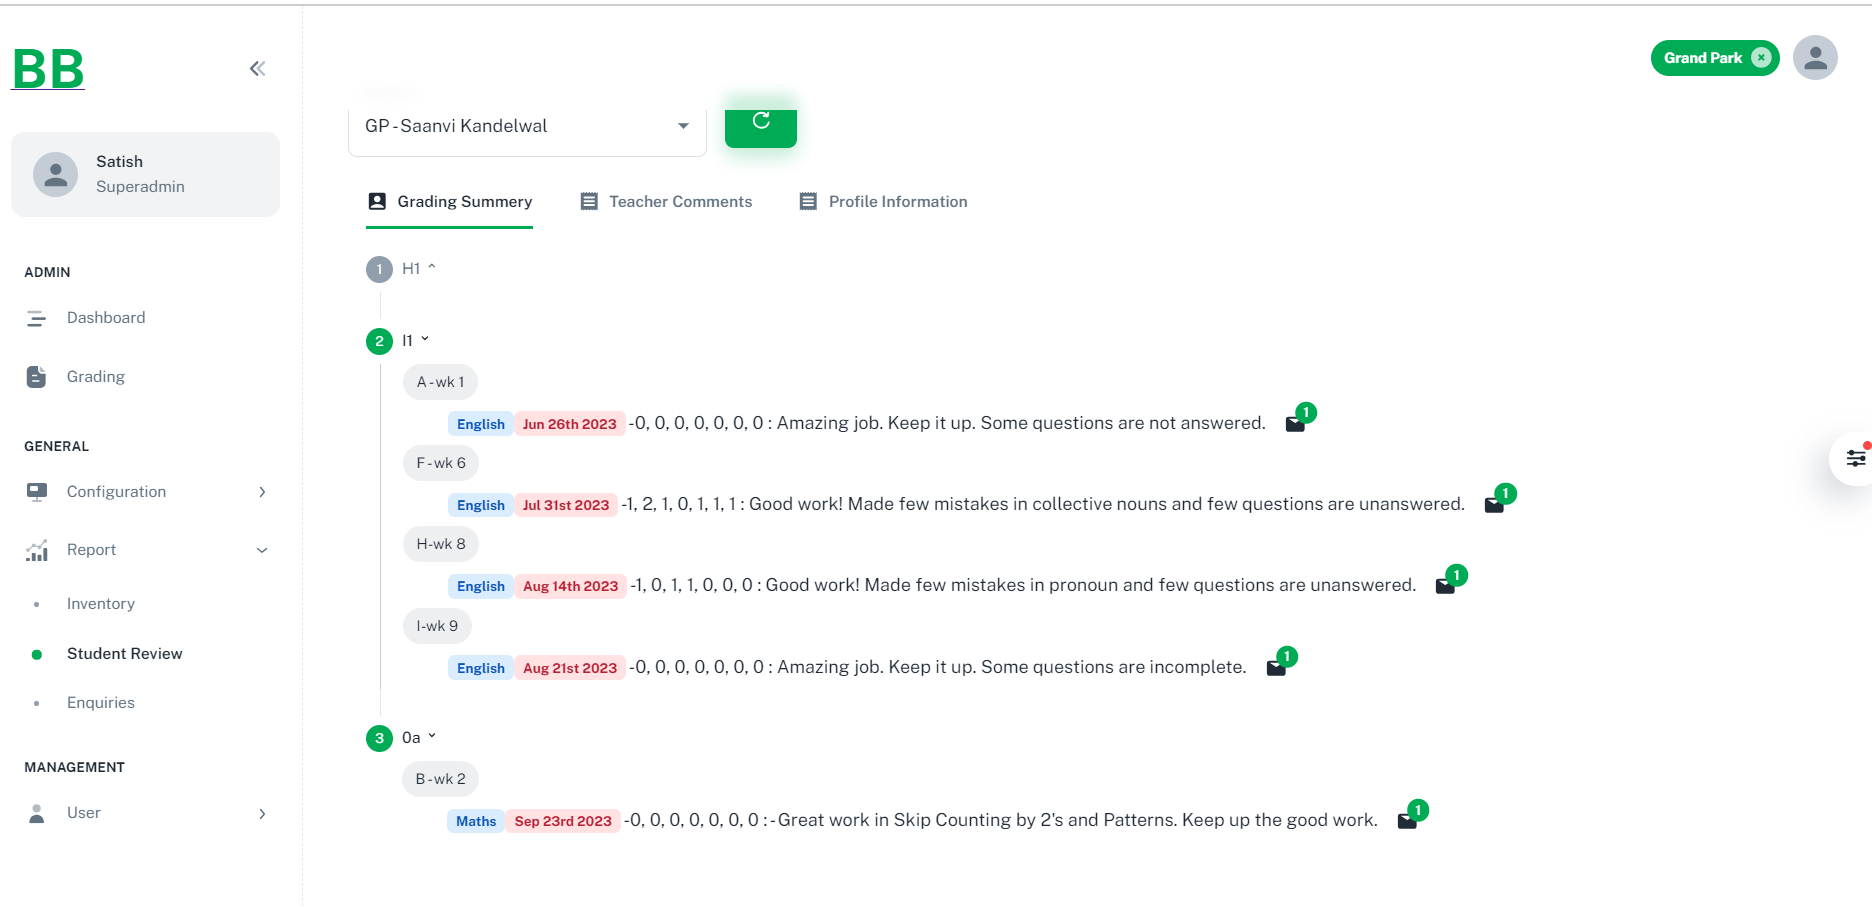 BB
Grand Park
Satish
Superadmin
ADMIN
Dashboard
Grading
GENERAL
Configuration
Report
Inventory
Student Review
Enquiries
MANAGEMENT
User
GP - Saanvi Kandelwal
Grading Summery
Teacher Comments
Profile Information
1 H1
2 I1
A - wk 1
English Jun 26th 2023 -0, 0, 0, 0, 0, 0, 0 : Amazing job. Keep it up. Some questions are not answered. 1
F - wk 6
English Jul 31st 2023 -1, 2, 1, 0, 1, 1, 1 : Good work! Made few mistakes in collective nouns and few questions are unanswered. 1
H-wk 8
English Aug 14th 2023 -1, 0, 1, 1, 0, 0, 0 : Good work! Made few mistakes in pronoun and few questions are unanswered. 1
I-wk 9
English Aug 21st 2023 -0, 0, 0, 0, 0, 0, 0 : Amazing job. Keep it up. Some questions are incomplete. 1
3 0a
B - wk 2
Maths Sep 23rd 2023 -0, 0, 0, 0, 0, 0, 0 : - Great work in Skip Counting by 2's and Patterns. Keep up the good work. 1